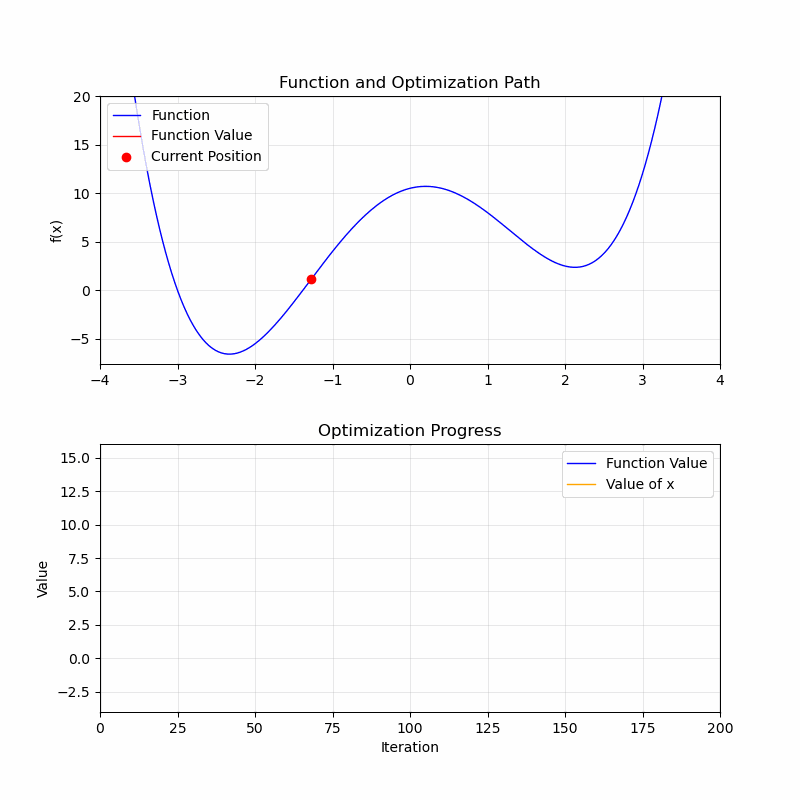 Function and Optimization Path
20
15
10
5
0
−5
f(x)
Function
Function Value
Current Position
−4 −3 −2 −1 0 1 2 3 4
Optimization Progress
15.0
12.5
10.0
7.5
5.0
2.5
0.0
−2.5
Value
Function Value
Value of x
0 25 50 75 100 125 150 175 200
Iteration